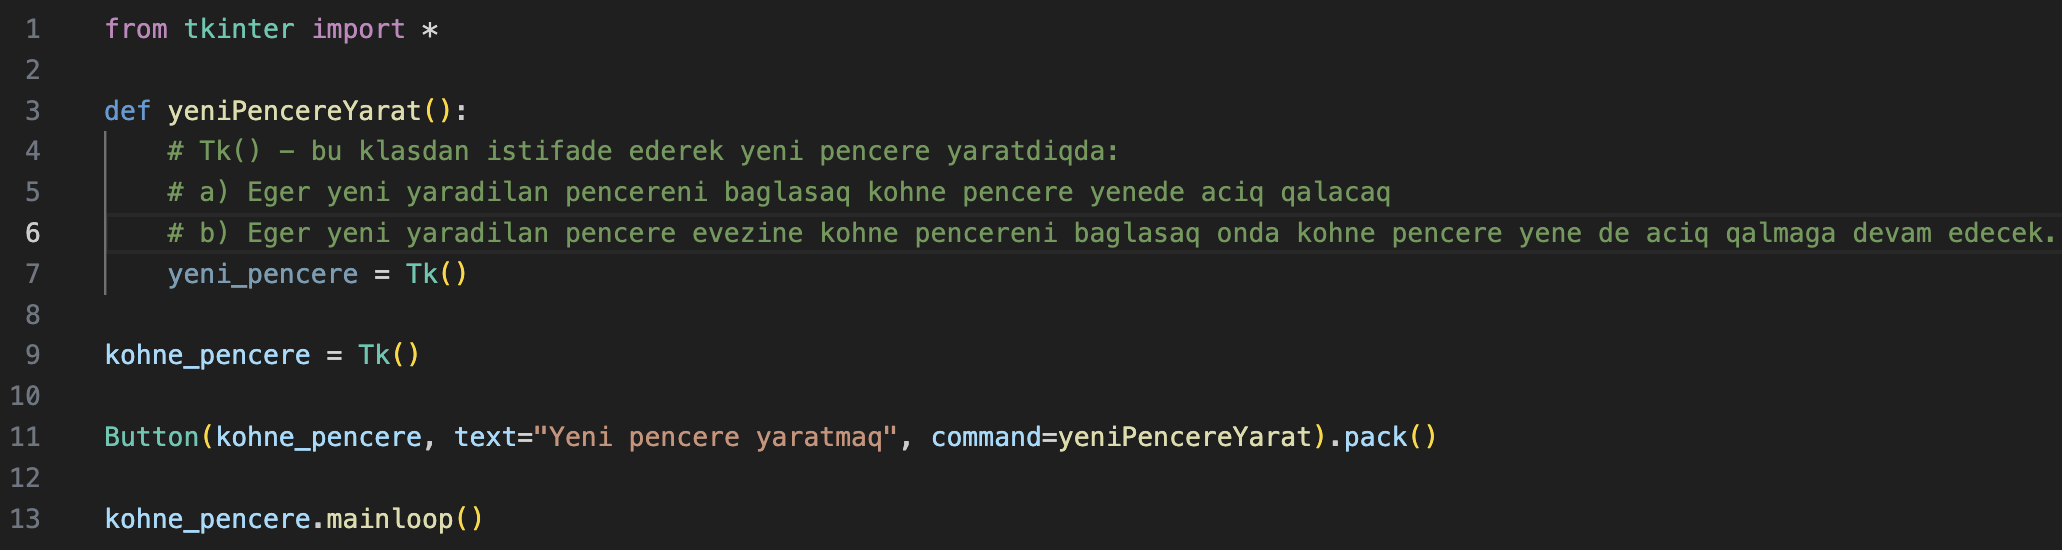 1 from tkinter import *
2
3 def yeniPencereYarat():
4 # Tk() – bu klasdan istifade ederek yeni pencere yaratdiqda:
5 # a) Eger yeni yaradilan pencereni baglasaq kohne pencere yenede aciq qalacaq
6 # b) Eger yeni yaradilan pencere evezine kohne pencereni baglasaq onda kohne pencere yene de aciq qalmaga devam edecek.
7 yeni_pencere = Tk()
8
9 kohne_pencere = Tk()
10
11 Button(kohne_pencere, text="Yeni pencere yaratmaq", command=yeniPencereYarat).pack()
12
13 kohne_pencere.mainloop()